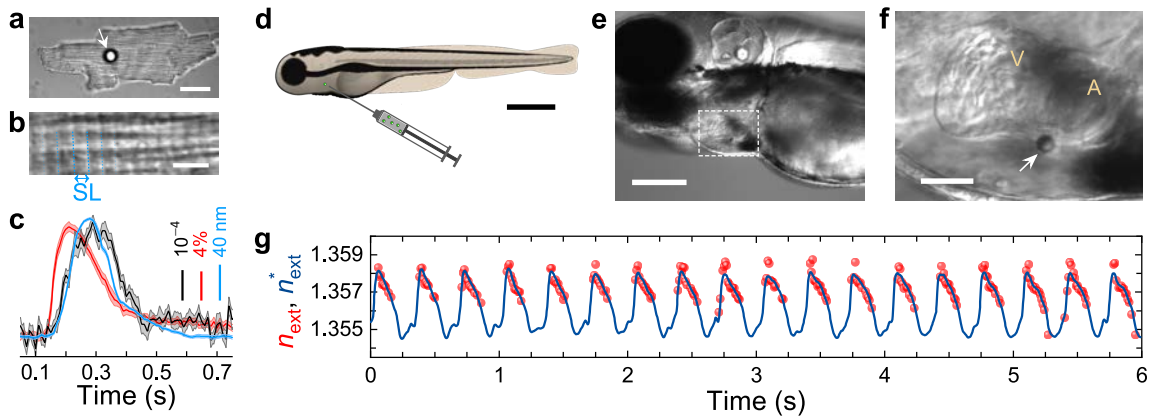 a
b
SL
c
10⁻⁴
4%
40 nm
0.1 0.3 0.5 0.7
Time (s)
d
e
f
V
A
g
n_ext, n*_ext
1.359
1.357
1.355
0 1 2 3 4 5 6
Time (s)